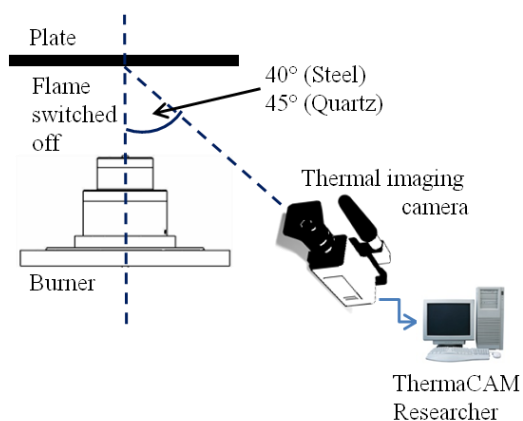 Plate
Flame
switched
off
40° (Steel)
45° (Quartz)
Thermal imaging
camera
Burner
ThermaCAM
Researcher